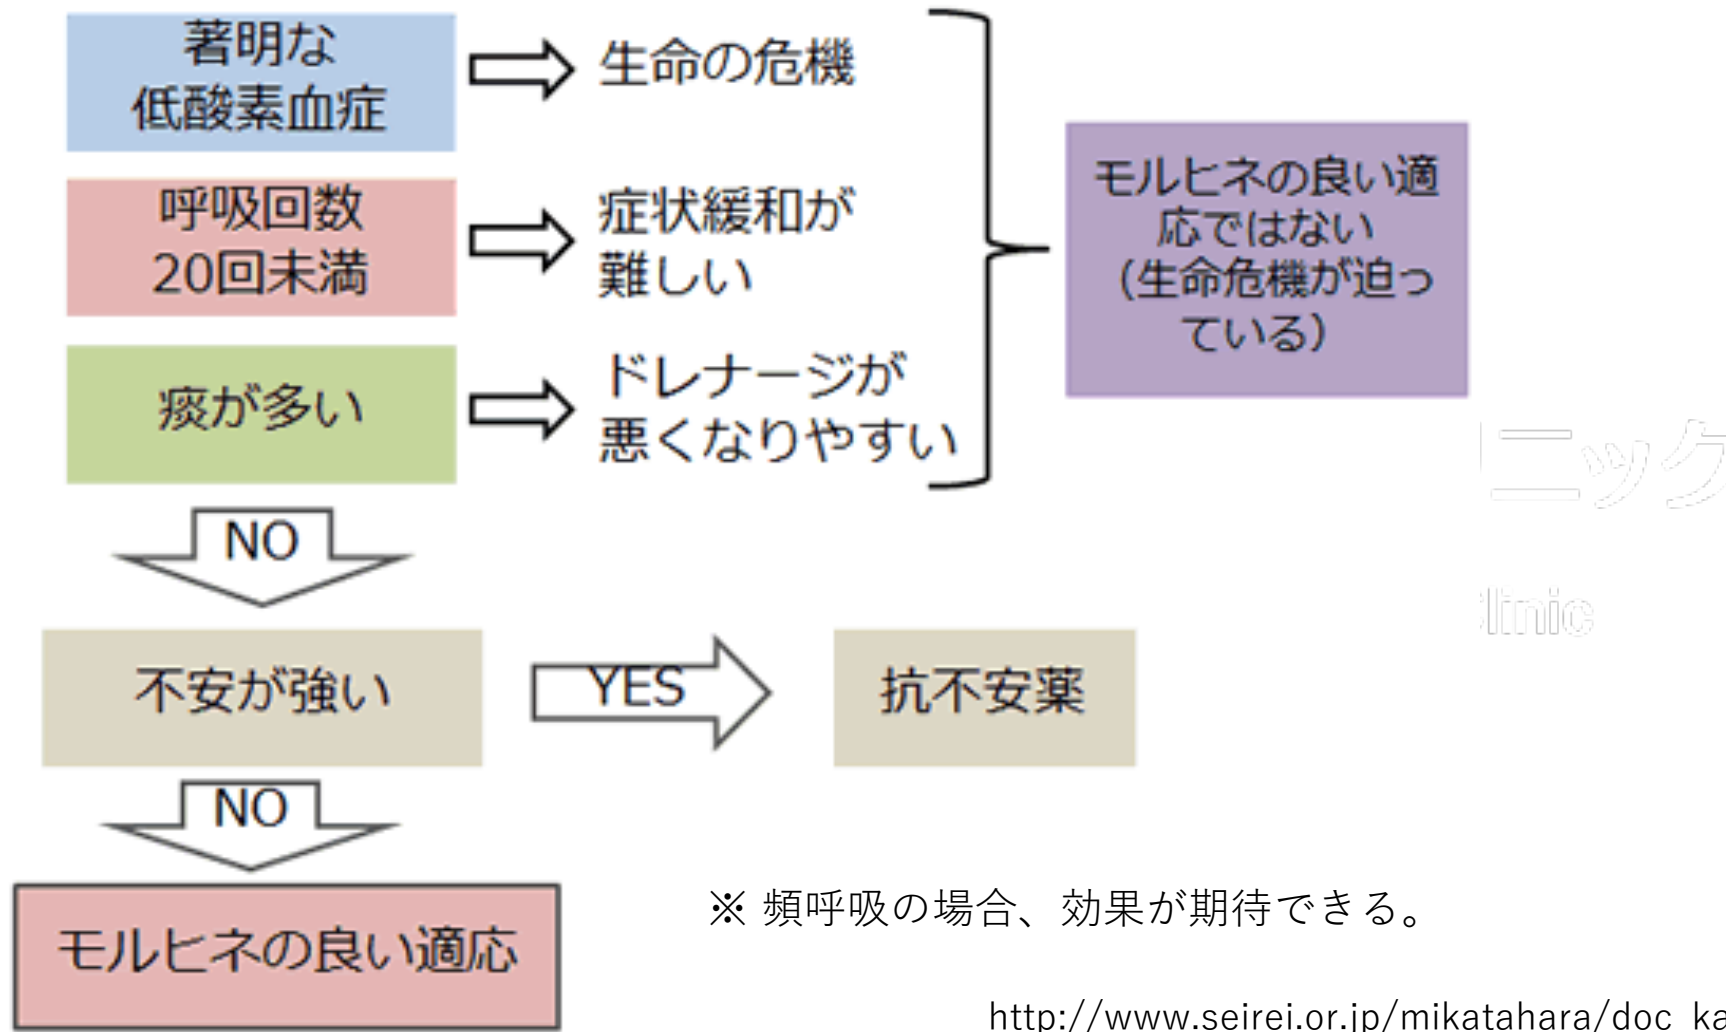 著明な
低酸素血症
生命の危機
呼吸回数
20回未満
症状緩和が
難しい
痰が多い
ドレナージが
悪くなりやすい
モルヒネの良い適
応ではない
(生命危機が迫っ
ている)
NO
不安が強い
YES
抗不安薬
NO
モルヒネの良い適応
※ 頻呼吸の場合、効果が期待できる。
http://www.seirei.or.jp/mikatahara/doc_ka
ニック
linic